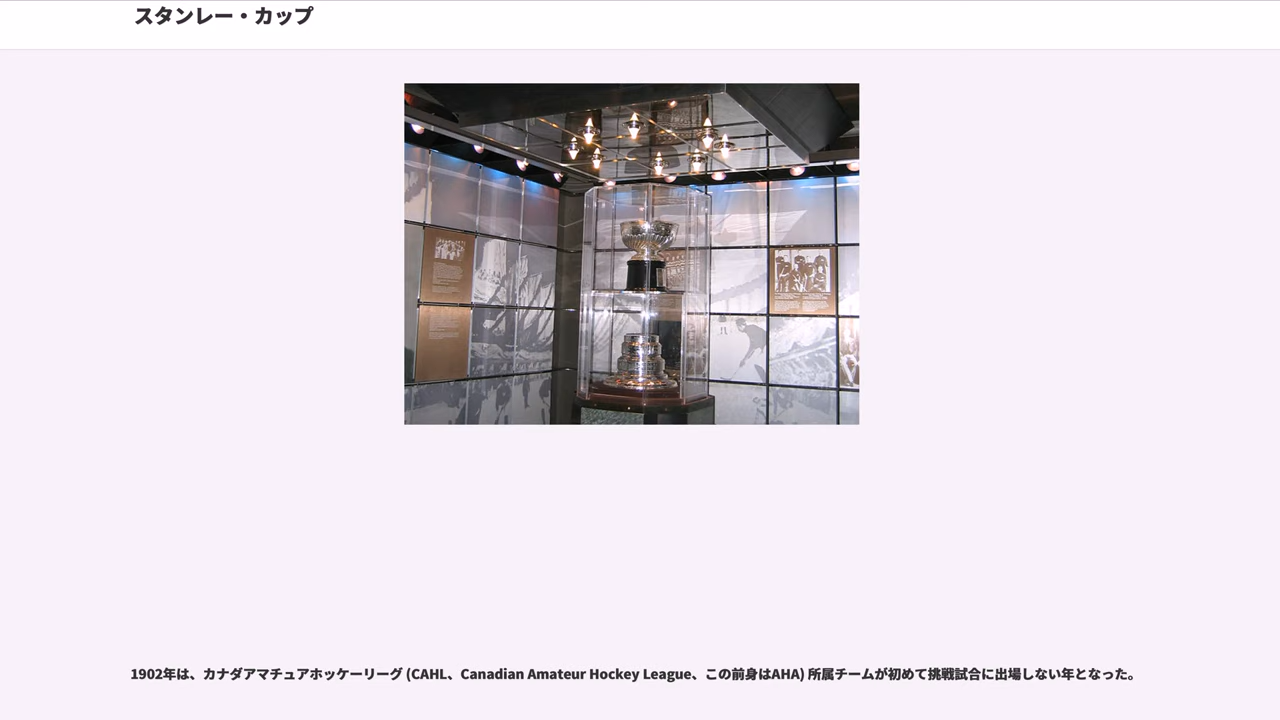 スタンレー・カップ
1902年は、カナダアマチュアホッケーリーグ (CAHL、Canadian Amateur Hockey League、この前身はAHA) 所属チームが初めて挑戦試合に出場しない年となった。